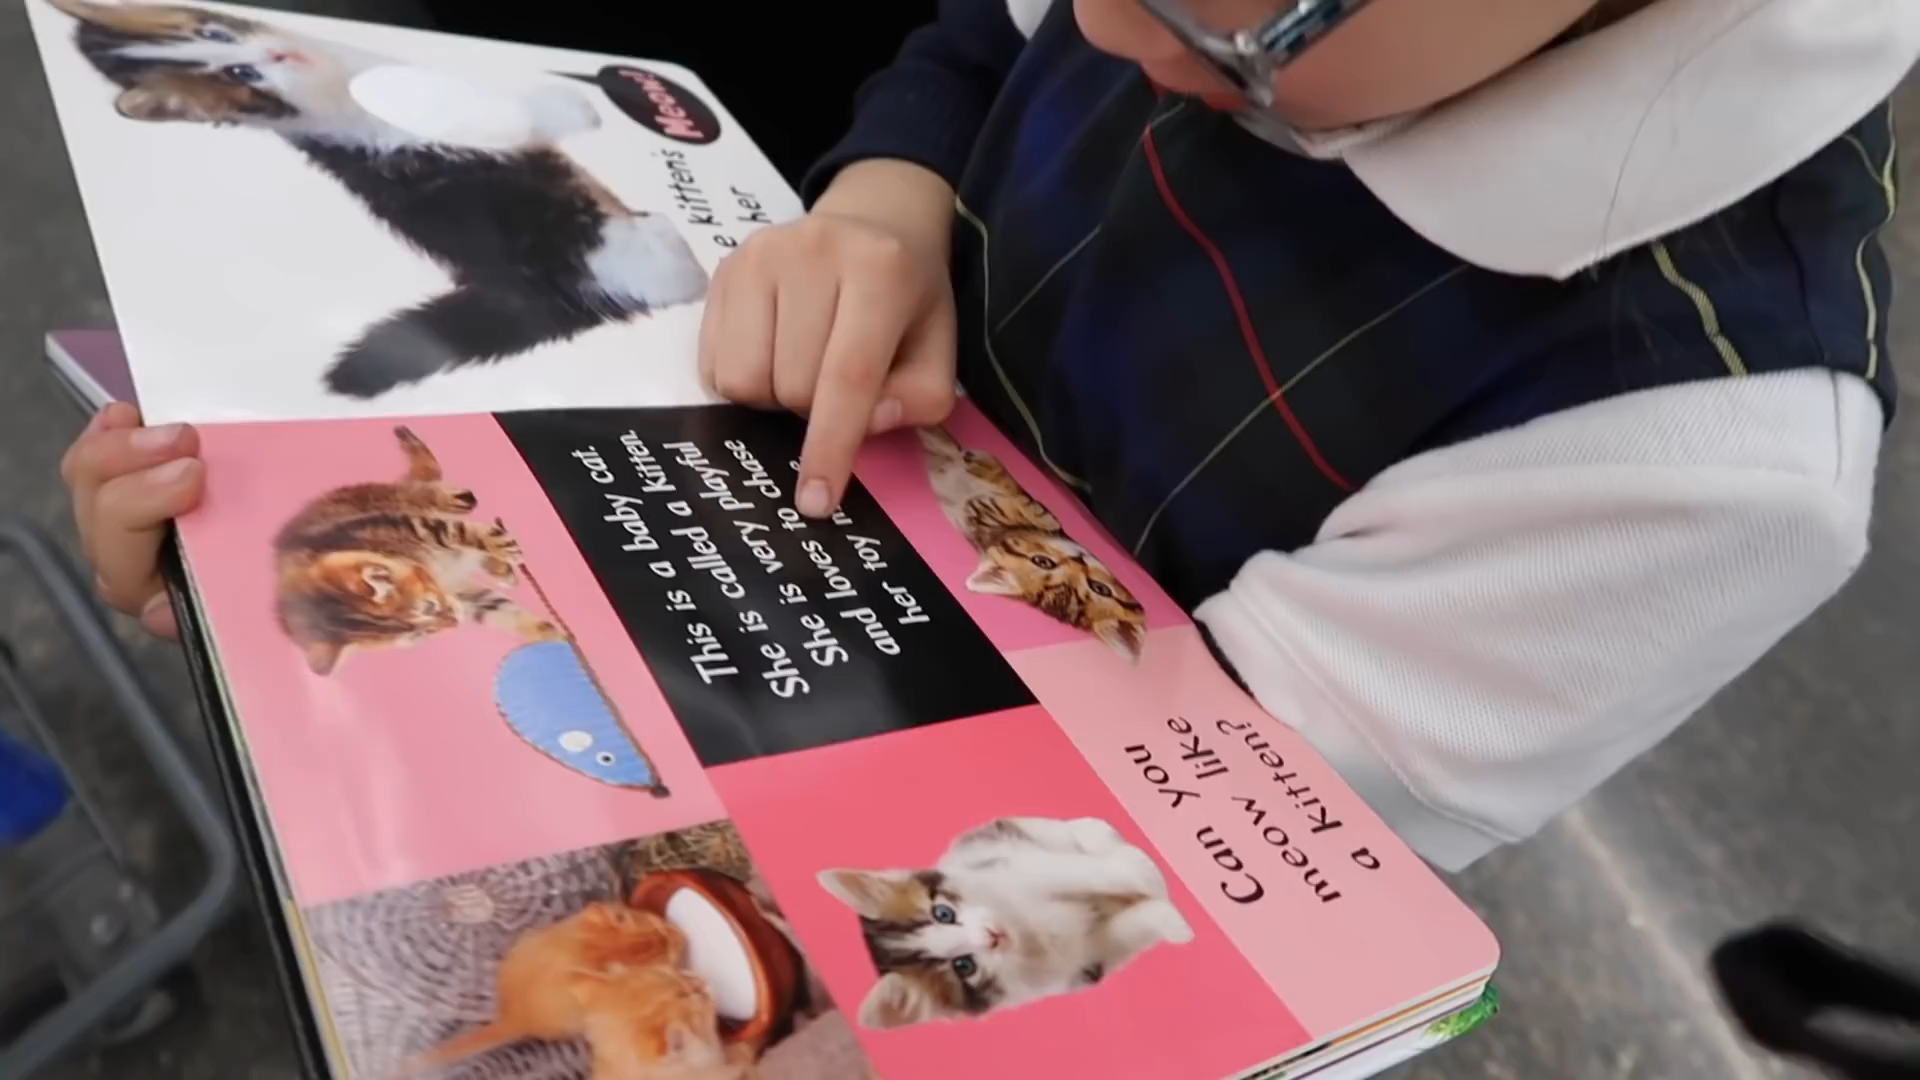 Meow!
kitten's
her
This is a baby cat.
She is called a kitten.
She is very playful
and loves to chase
her toy
Can you
meow like
a kitten?